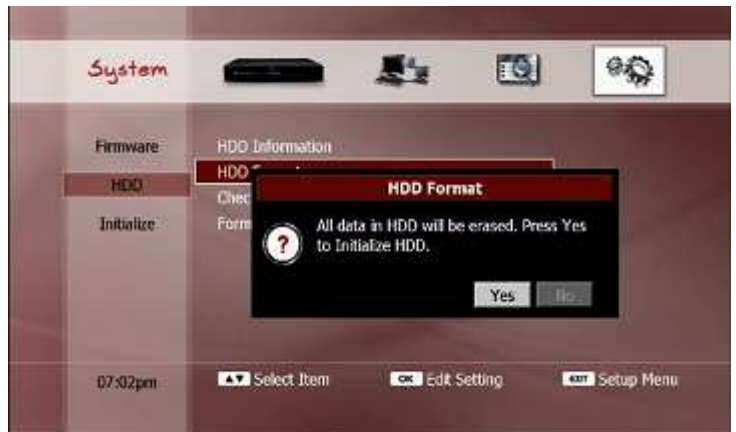 System
Firmware
HDD
Initialize
HDD Information
HDD
HDD Format
All data in HDD will be erased. Press Yes
to Initialize HDD.
Yes
No
07:02pm
Select Item
OK Edit Setting
EXIT Setup Menu